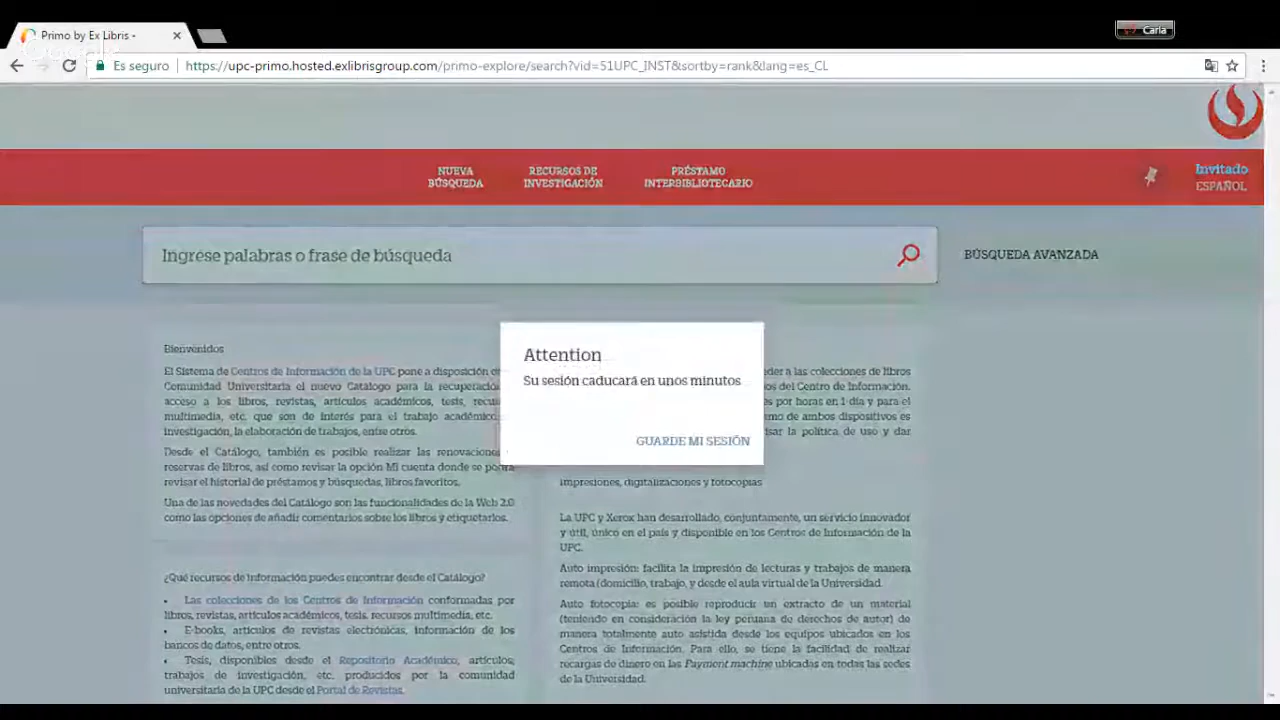 Primo by Ex Libris -
Carla
Es seguro
https://upc-primo.hosted.exlibrisgroup.com/primo-explore/search?vid=51UPC_INST&sortby=rank&lang=es_CL
NUEVA
BÚSQUEDA
RECURSOS DE
INVESTIGACIÓN
PRÉSTAMO
INTERBIBLIOTECARIO
Invitado
ESPAÑOL
Ingrese palabras o frase de búsqueda
BÚSQUEDA AVANZADA
Attention
Su sesión caducará en unos minutos
GUARDE MI SESIÓN
Bienvenidos
El Sistema de Centros de Información de la UPC pone a disposición
Comunidad Universitaria el nuevo Catálogo para la recuperación
acceso a los libros, revistas, artículos académicos, tesis,
multimedia, etc. que son de interés para el trabajo académico
investigación, la elaboración de trabajos, entre otros.
Desde el Catálogo, también es posible realizar las renovaciones
reservas de libros, así como revisar la opción Mi cuenta donde se podrá
revisar el historial de préstamos y búsquedas, libros favoritos.
Una de las novedades del Catálogo son las funcionalidades de la Web 2.0
como las opciones de añadir comentarios sobre los libros y etiquetarlos.
¿Qué recursos de información puedes encontrar desde el Catálogo?
• Las colecciones de los Centros de Información conformadas por
libros, revistas, artículos académicos, tesis, recursos multimedia, etc.
• E-books, artículos de revistas electrónicas, información de los
bancos de datos, entre otros.
• Tesis, disponibles desde el Repositorio Académico, artículos,
trabajos de investigación, etc. producidos por la comunidad
universitaria de la UPC desde el Portal de Revistas.
a las colecciones de libros
del Centro de Información.
por horas en 1 día y para el
de ambos dispositivos es
la política de uso y dar
impresiones, digitalizaciones y fotocopias
La UPC y Xerox han desarrollado, conjuntamente, un servicio innovador
y útil, único en el país y disponible en los Centros de Información de la
UPC.
Auto impresión: facilita la impresión de lecturas y trabajos de manera
remota (domicilio, trabajo, y desde el aula virtual de la Universidad.
Auto fotocopia: es posible reproducir un extracto de un material
(teniendo en consideración la ley peruana de derechos de autor) de
manera totalmente auto asistida desde los equipos ubicados en los
Centros de Información. Para ello, se tiene la facilidad de realizar
recargas de dinero en las Payment machine ubicadas en todas las sedes
de la Universidad.